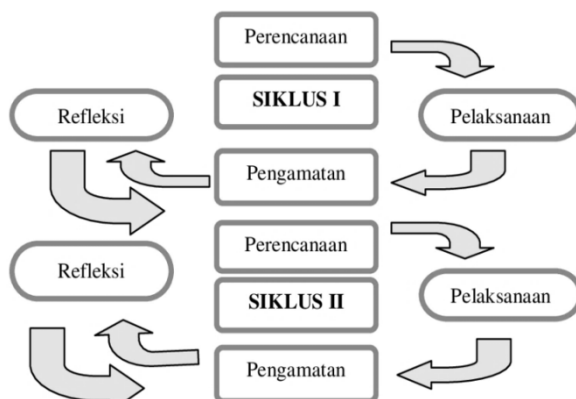 Perencanaan
SIKLUS I
Refleksi
Pelaksanaan
Pengamatan
Perencanaan
Refleksi
SIKLUS II
Pelaksanaan
Pengamatan